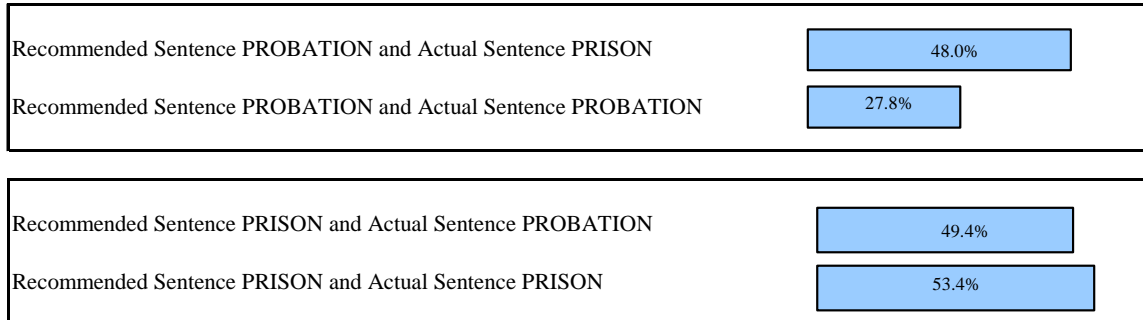 Recommended Sentence PROBATION and Actual Sentence PRISON 48.0%
Recommended Sentence PROBATION and Actual Sentence PROBATION 27.8%
Recommended Sentence PRISON and Actual Sentence PROBATION 49.4%
Recommended Sentence PRISON and Actual Sentence PRISON 53.4%